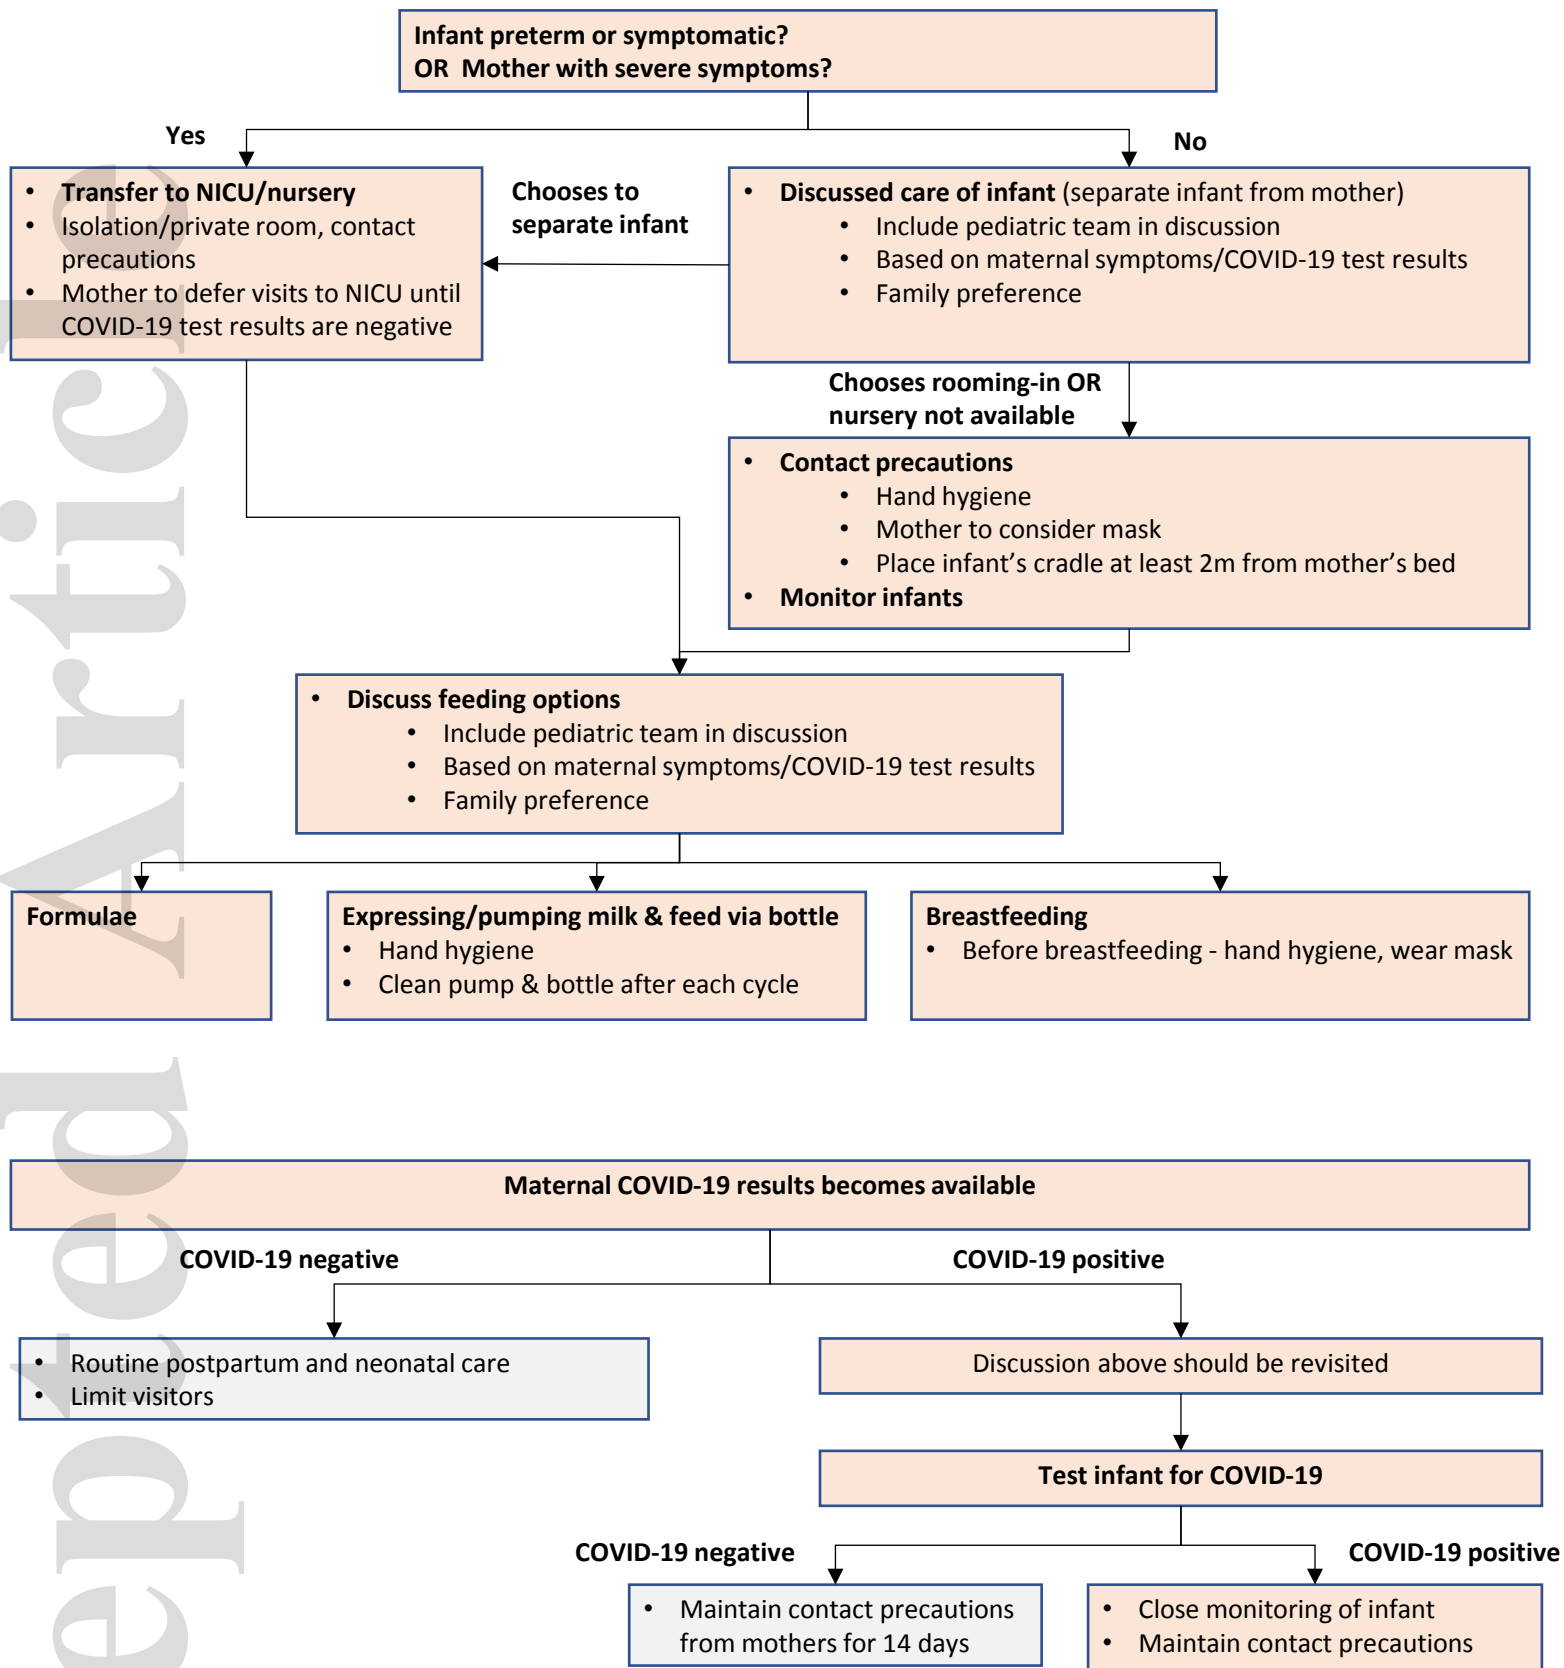 Infant preterm or symptomatic?
OR Mother with severe symptoms?
Yes
No
• Transfer to NICU/nursery
• Isolation/private room, contact
precautions
• Mother to defer visits to NICU until
COVID-19 test results are negative
Chooses to
separate infant
• Discussed care of infant (separate infant from mother)
• Include pediatric team in discussion
• Based on maternal symptoms/COVID-19 test results
• Family preference
Chooses rooming-in OR
nursery not available
• Contact precautions
• Hand hygiene
• Mother to consider mask
• Place infant’s cradle at least 2m from mother’s bed
• Monitor infants
• Discuss feeding options
• Include pediatric team in discussion
• Based on maternal symptoms/COVID-19 test results
• Family preference
Formulae
Expressing/pumping milk & feed via bottle
• Hand hygiene
• Clean pump & bottle after each cycle
Breastfeeding
• Before breastfeeding - hand hygiene, wear mask
Maternal COVID-19 results becomes available
COVID-19 negative
COVID-19 positive
• Routine postpartum and neonatal care
• Limit visitors
Discussion above should be revisited
Test infant for COVID-19
COVID-19 negative
COVID-19 positive
• Maintain contact precautions
from mothers for 14 days
• Close monitoring of infant
• Maintain contact precautions
epted Article